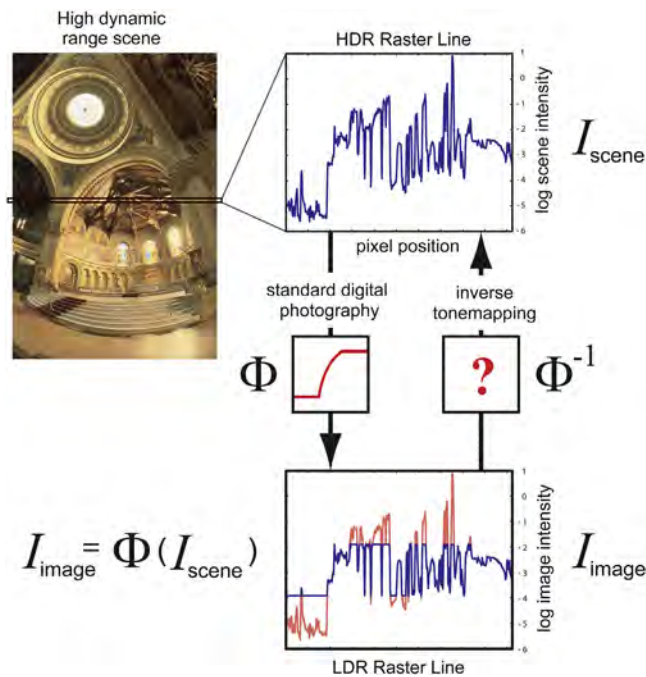 High dynamic
range scene
HDR Raster Line
1
0
-1
-2
-3
-4
-5
-6
log scene intensity
I scene
pixel position
standard digital
photography
inverse
tonemapping
Φ
?
Φ-1
I image = Φ(I scene)
1
0
-1
-2
-3
-4
-5
-6
log image intensity
I image
LDR Raster Line